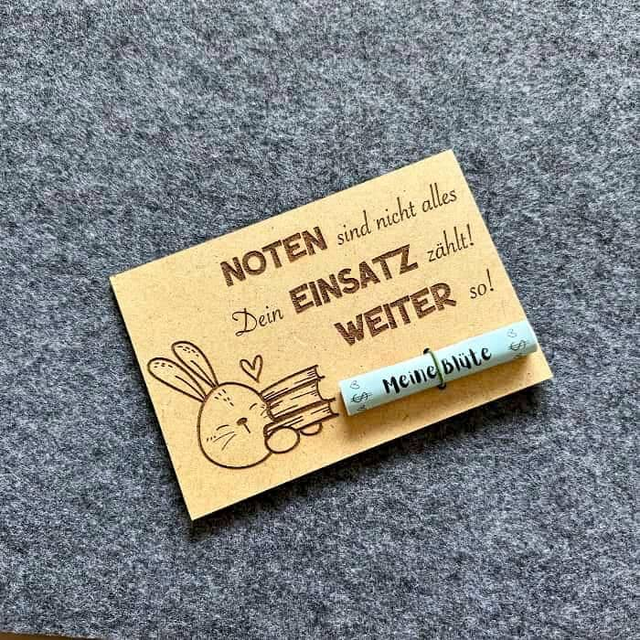 NOTEN sind nicht alles
Dein EINSATZ zählt!
WEITER so!
Meine Blüte